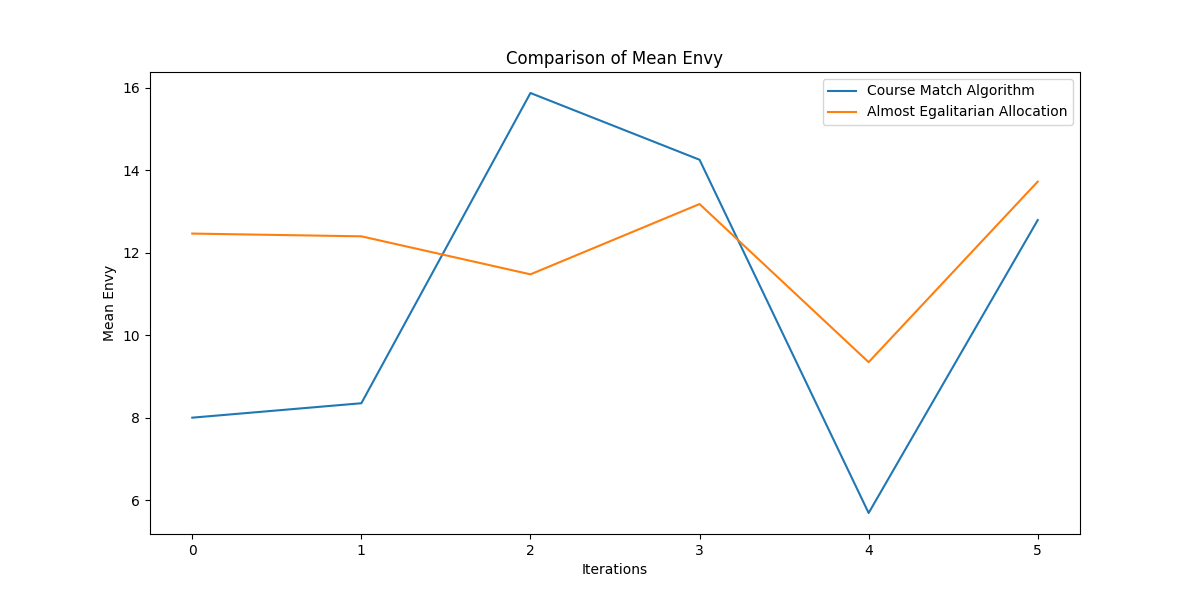 Comparison of Mean Envy
Course Match Algorithm
Almost Egalitarian Allocation
16
14
12
10
8
6
Mean Envy
0 1 2 3 4 5
Iterations